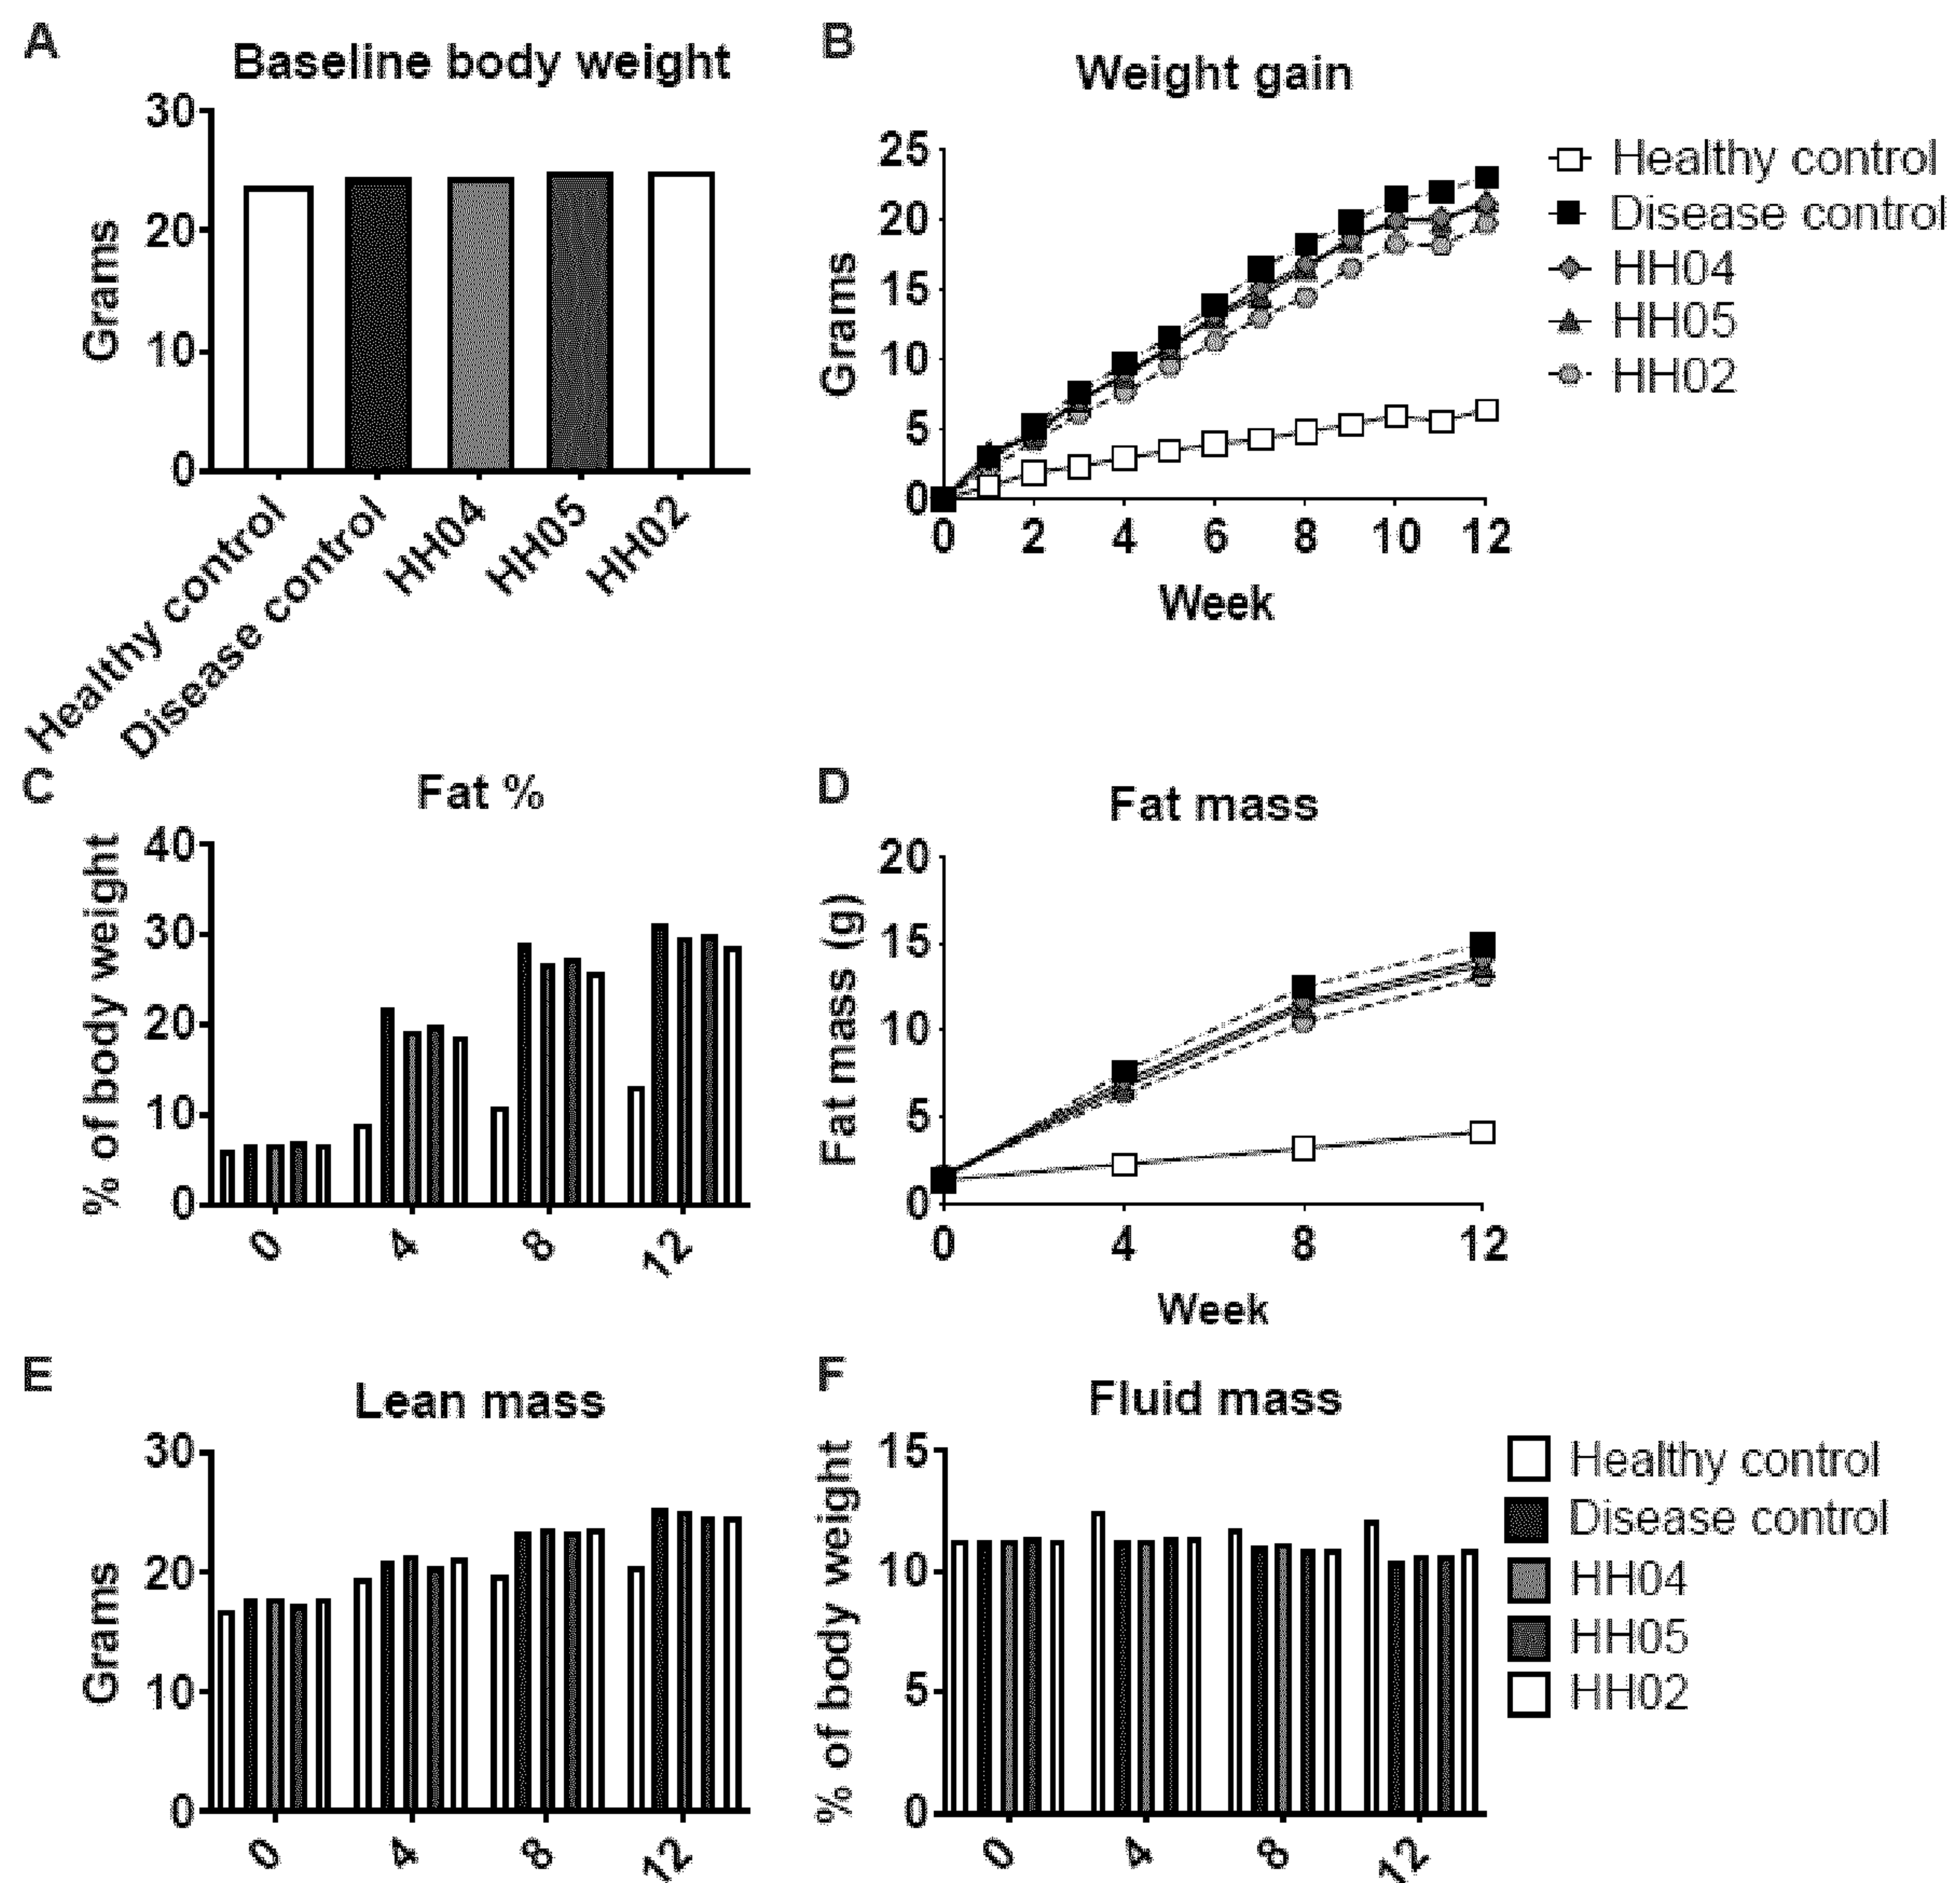 A
Baseline body weight
30
20
10
0
Grams
Healthy control
Disease control
HH04
HH05
HH02
B
Weight gain
25
20
15
10
5
0
Grams
0 2 4 6 8 10 12
Week
Healthy control
Disease control
HH04
HH05
HH02
C
Fat %
40
30
20
10
0
% of body weight
0 4 8 12
D
Fat mass
20
15
10
5
0
Fat mass (g)
0 4 8 12
Week
E
Lean mass
30
20
10
0
Grams
0 4 8 12
F
Fluid mass
15
10
5
0
% of body weight
0 4 8 12
Healthy control
Disease control
HH04
HH05
HH02